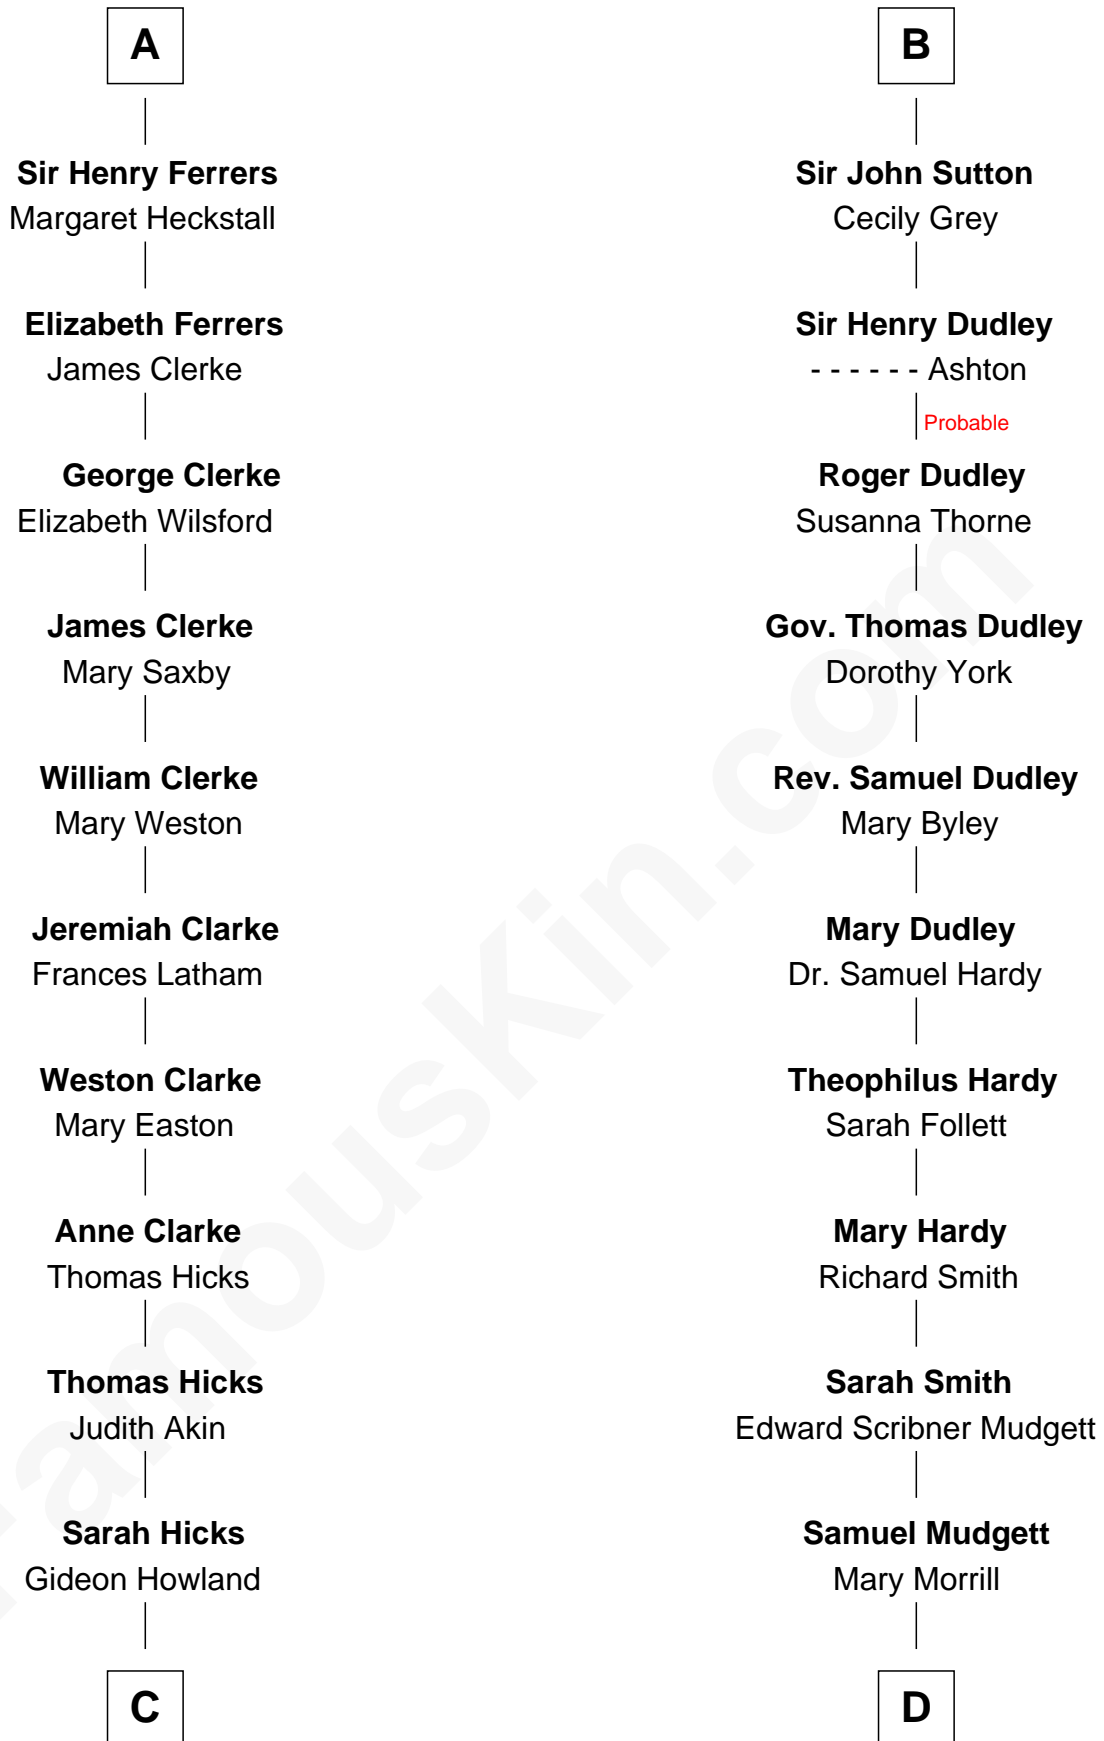 A
Sir Henry Ferrers
Margaret Heckstall
Elizabeth Ferrers
James Clerke
George Clerke
Elizabeth Wilsford
James Clerke
Mary Saxby
William Clerke
Mary Weston
Jeremiah Clarke
Frances Latham
Weston Clarke
Mary Easton
Anne Clarke
Thomas Hicks
Thomas Hicks
Judith Akin
Sarah Hicks
Gideon Howland
C
B
Sir John Sutton
Cecily Grey
Sir Henry Dudley
- - - - - - Ashton
Probable
Roger Dudley
Susanna Thorne
Gov. Thomas Dudley
Dorothy York
Rev. Samuel Dudley
Mary Byley
Mary Dudley
Dr. Samuel Hardy
Theophilus Hardy
Sarah Follett
Mary Hardy
Richard Smith
Sarah Smith
Edward Scribner Mudgett
Samuel Mudgett
Mary Morrill
D
FamousKin.com